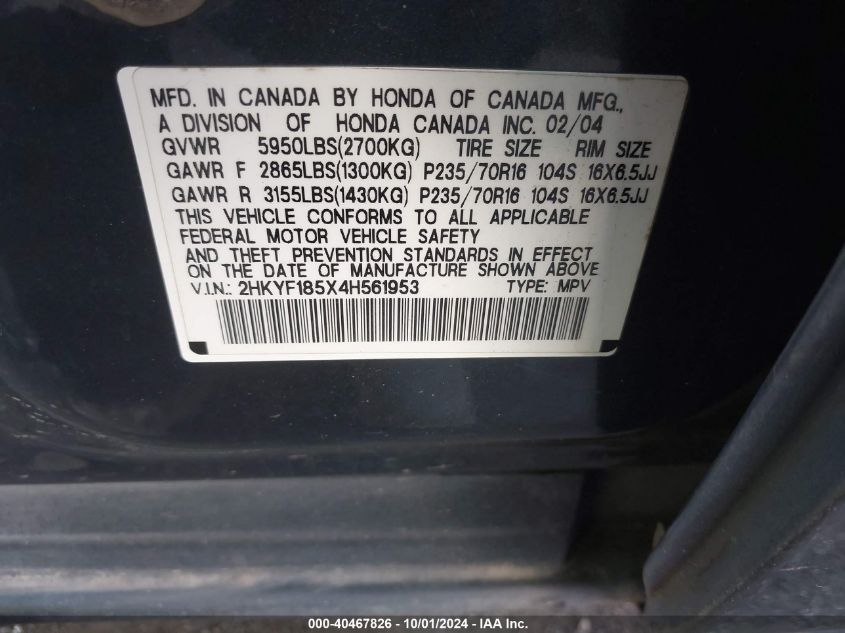 MFD. IN CANADA BY HONDA OF CANADA MFG.,
A DIVISION OF HONDA CANADA INC. 02/04
GVWR 5950LBS(2700KG) TIRE SIZE RIM SIZE
GAWR F 2865LBS(1300KG) P235/70R16 104S 16X6.5JJ
GAWR R 3155LBS(1430KG) P235/70R16 104S 16X6.5JJ
THIS VEHICLE CONFORMS TO ALL APPLICABLE
FEDERAL MOTOR VEHICLE SAFETY
AND THEFT PREVENTION STANDARDS IN EFFECT
ON THE DATE OF MANUFACTURE SHOWN ABOVE
V.I.N.: 2HKYF185X4H561953 TYPE: MPV
000-40467826 - 10/01/2024 - IAA Inc.